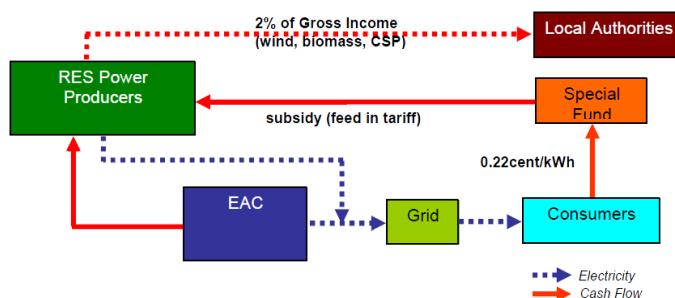 2% of Gross Income
(wind, biomass, CSP)
Local Authorities
RES Power
Producers
subsidy (feed in tariff)
Special
Fund
0.22cent/kWh
EAC
Grid
Consumers
Electricity
Cash Flow